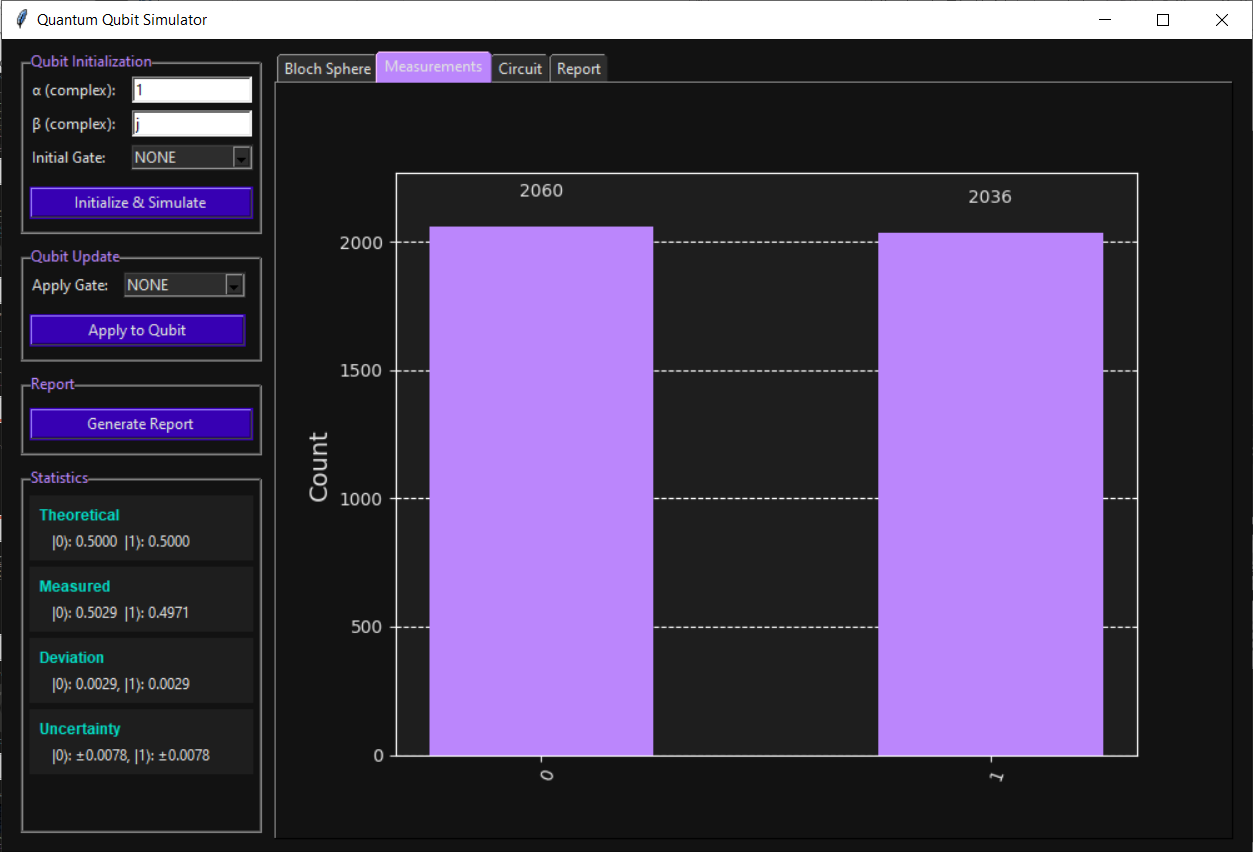 Quantum Qubit Simulator
Qubit Initialization
α (complex): 1
β (complex): j
Initial Gate: NONE
Initialize & Simulate
Qubit Update
Apply Gate: NONE
Apply to Qubit
Report
Generate Report
Statistics
Theoretical
|0⟩: 0.5000 |1⟩: 0.5000
Measured
|0⟩: 0.5029 |1⟩: 0.4971
Deviation
|0⟩: 0.0029, |1⟩: 0.0029
Uncertainty
|0⟩: ±0.0078, |1⟩: ±0.0078
Bloch Sphere Measurements Circuit Report
2060 2036
2000
1500
1000
500
0
Count
0 1